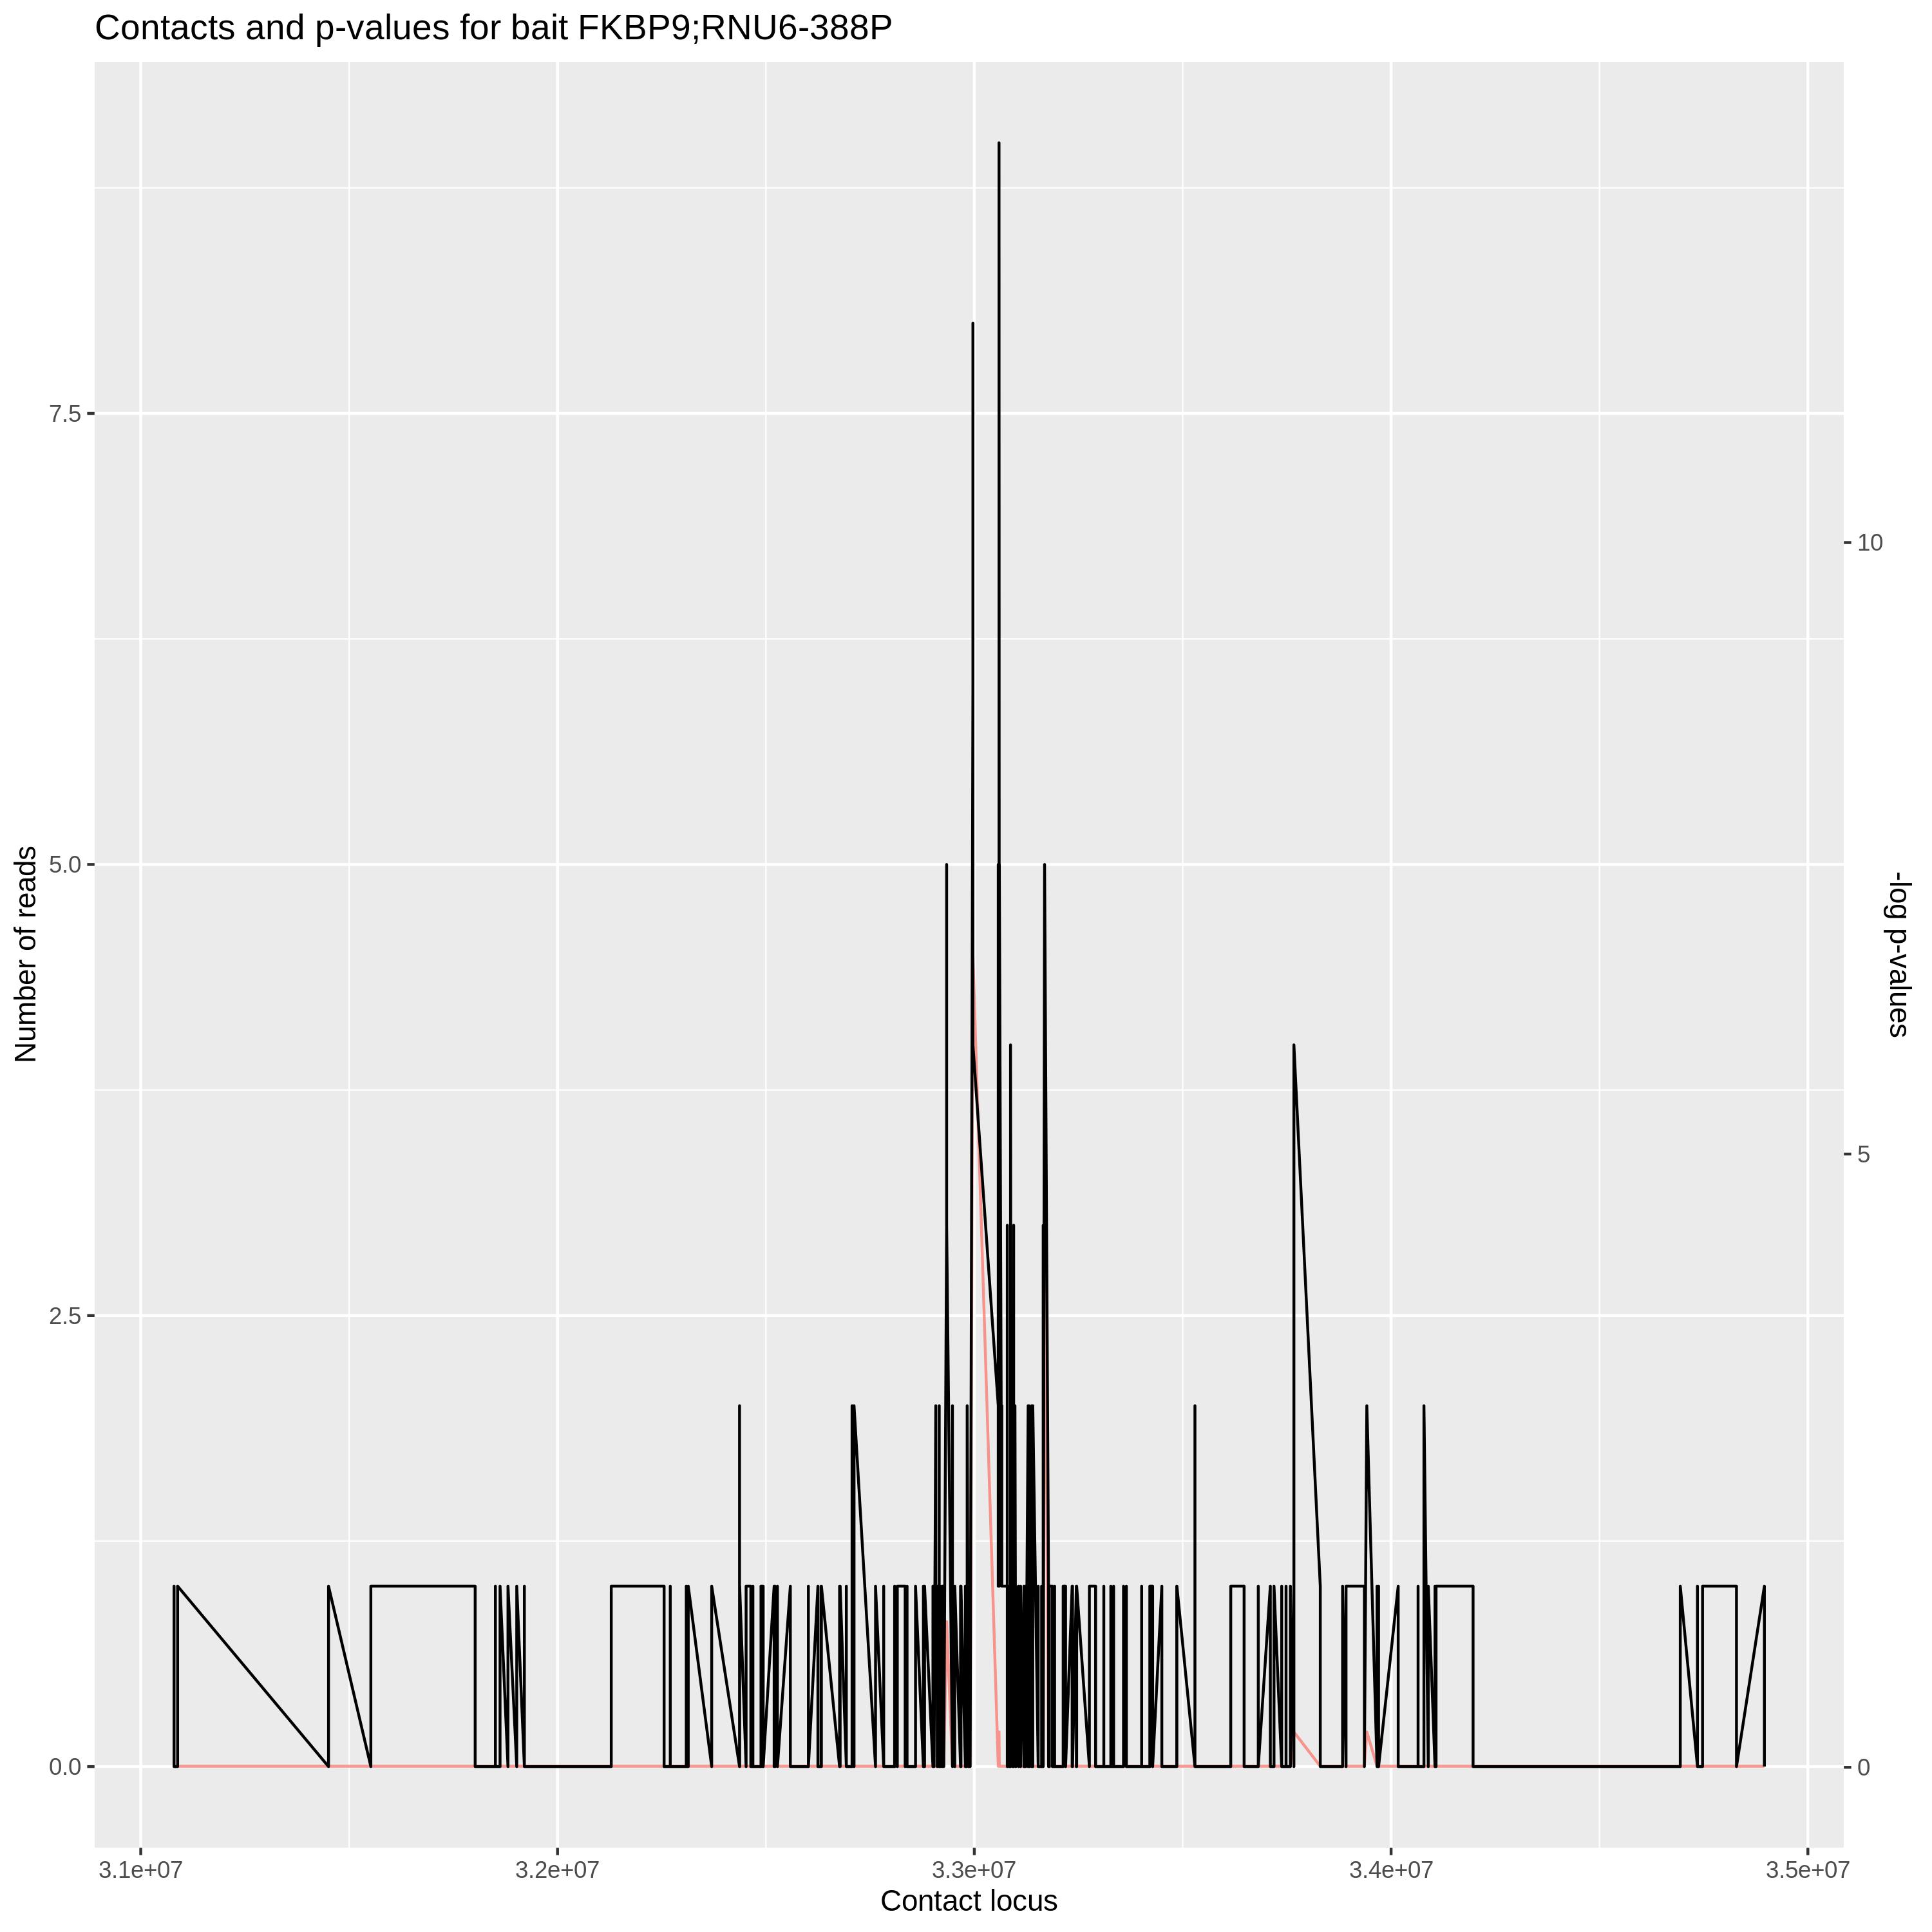 Contacts and p-values for bait FKBP9;RNU6-388P
7.5
5.0
2.5
0.0
Number of reads
10
5
0
-log p-values
3.1e+07 3.2e+07 3.3e+07 3.4e+07 3.5e+07
Contact locus